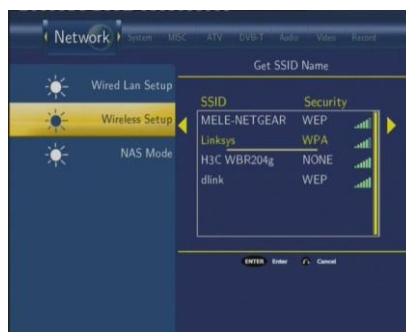 Network System MISC ATV DVB-T Audio Video Record
Get SSID Name
Wired Lan Setup
Wireless Setup
NAS Mode
SSID Security
MELE-NETGEAR WEP
Linksys WPA
H3C WBR204g NONE
dlink WEP
ENTER Enter Cancel